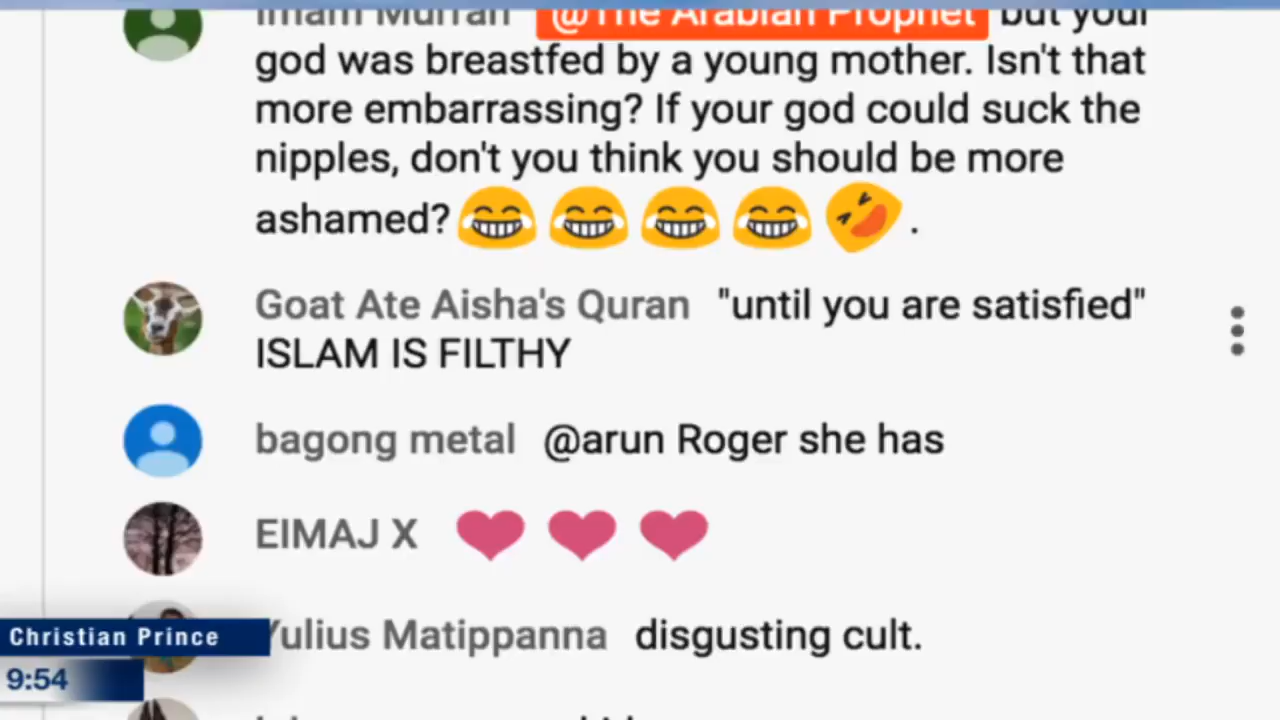 Imam Murrah @The Arabian Prophet but your
god was breastfed by a young mother. Isn't that
more embarrassing? If your god could suck the
nipples, don't you think you should be more
ashamed? 😂😂😂😂🤣.
Goat Ate Aisha's Quran "until you are satisfied"
ISLAM IS FILTHY
bagong metal @arun Roger she has
EIMAJ X ❤❤❤
Yulius Matippanna disgusting cult.
Christian Prince
9:54